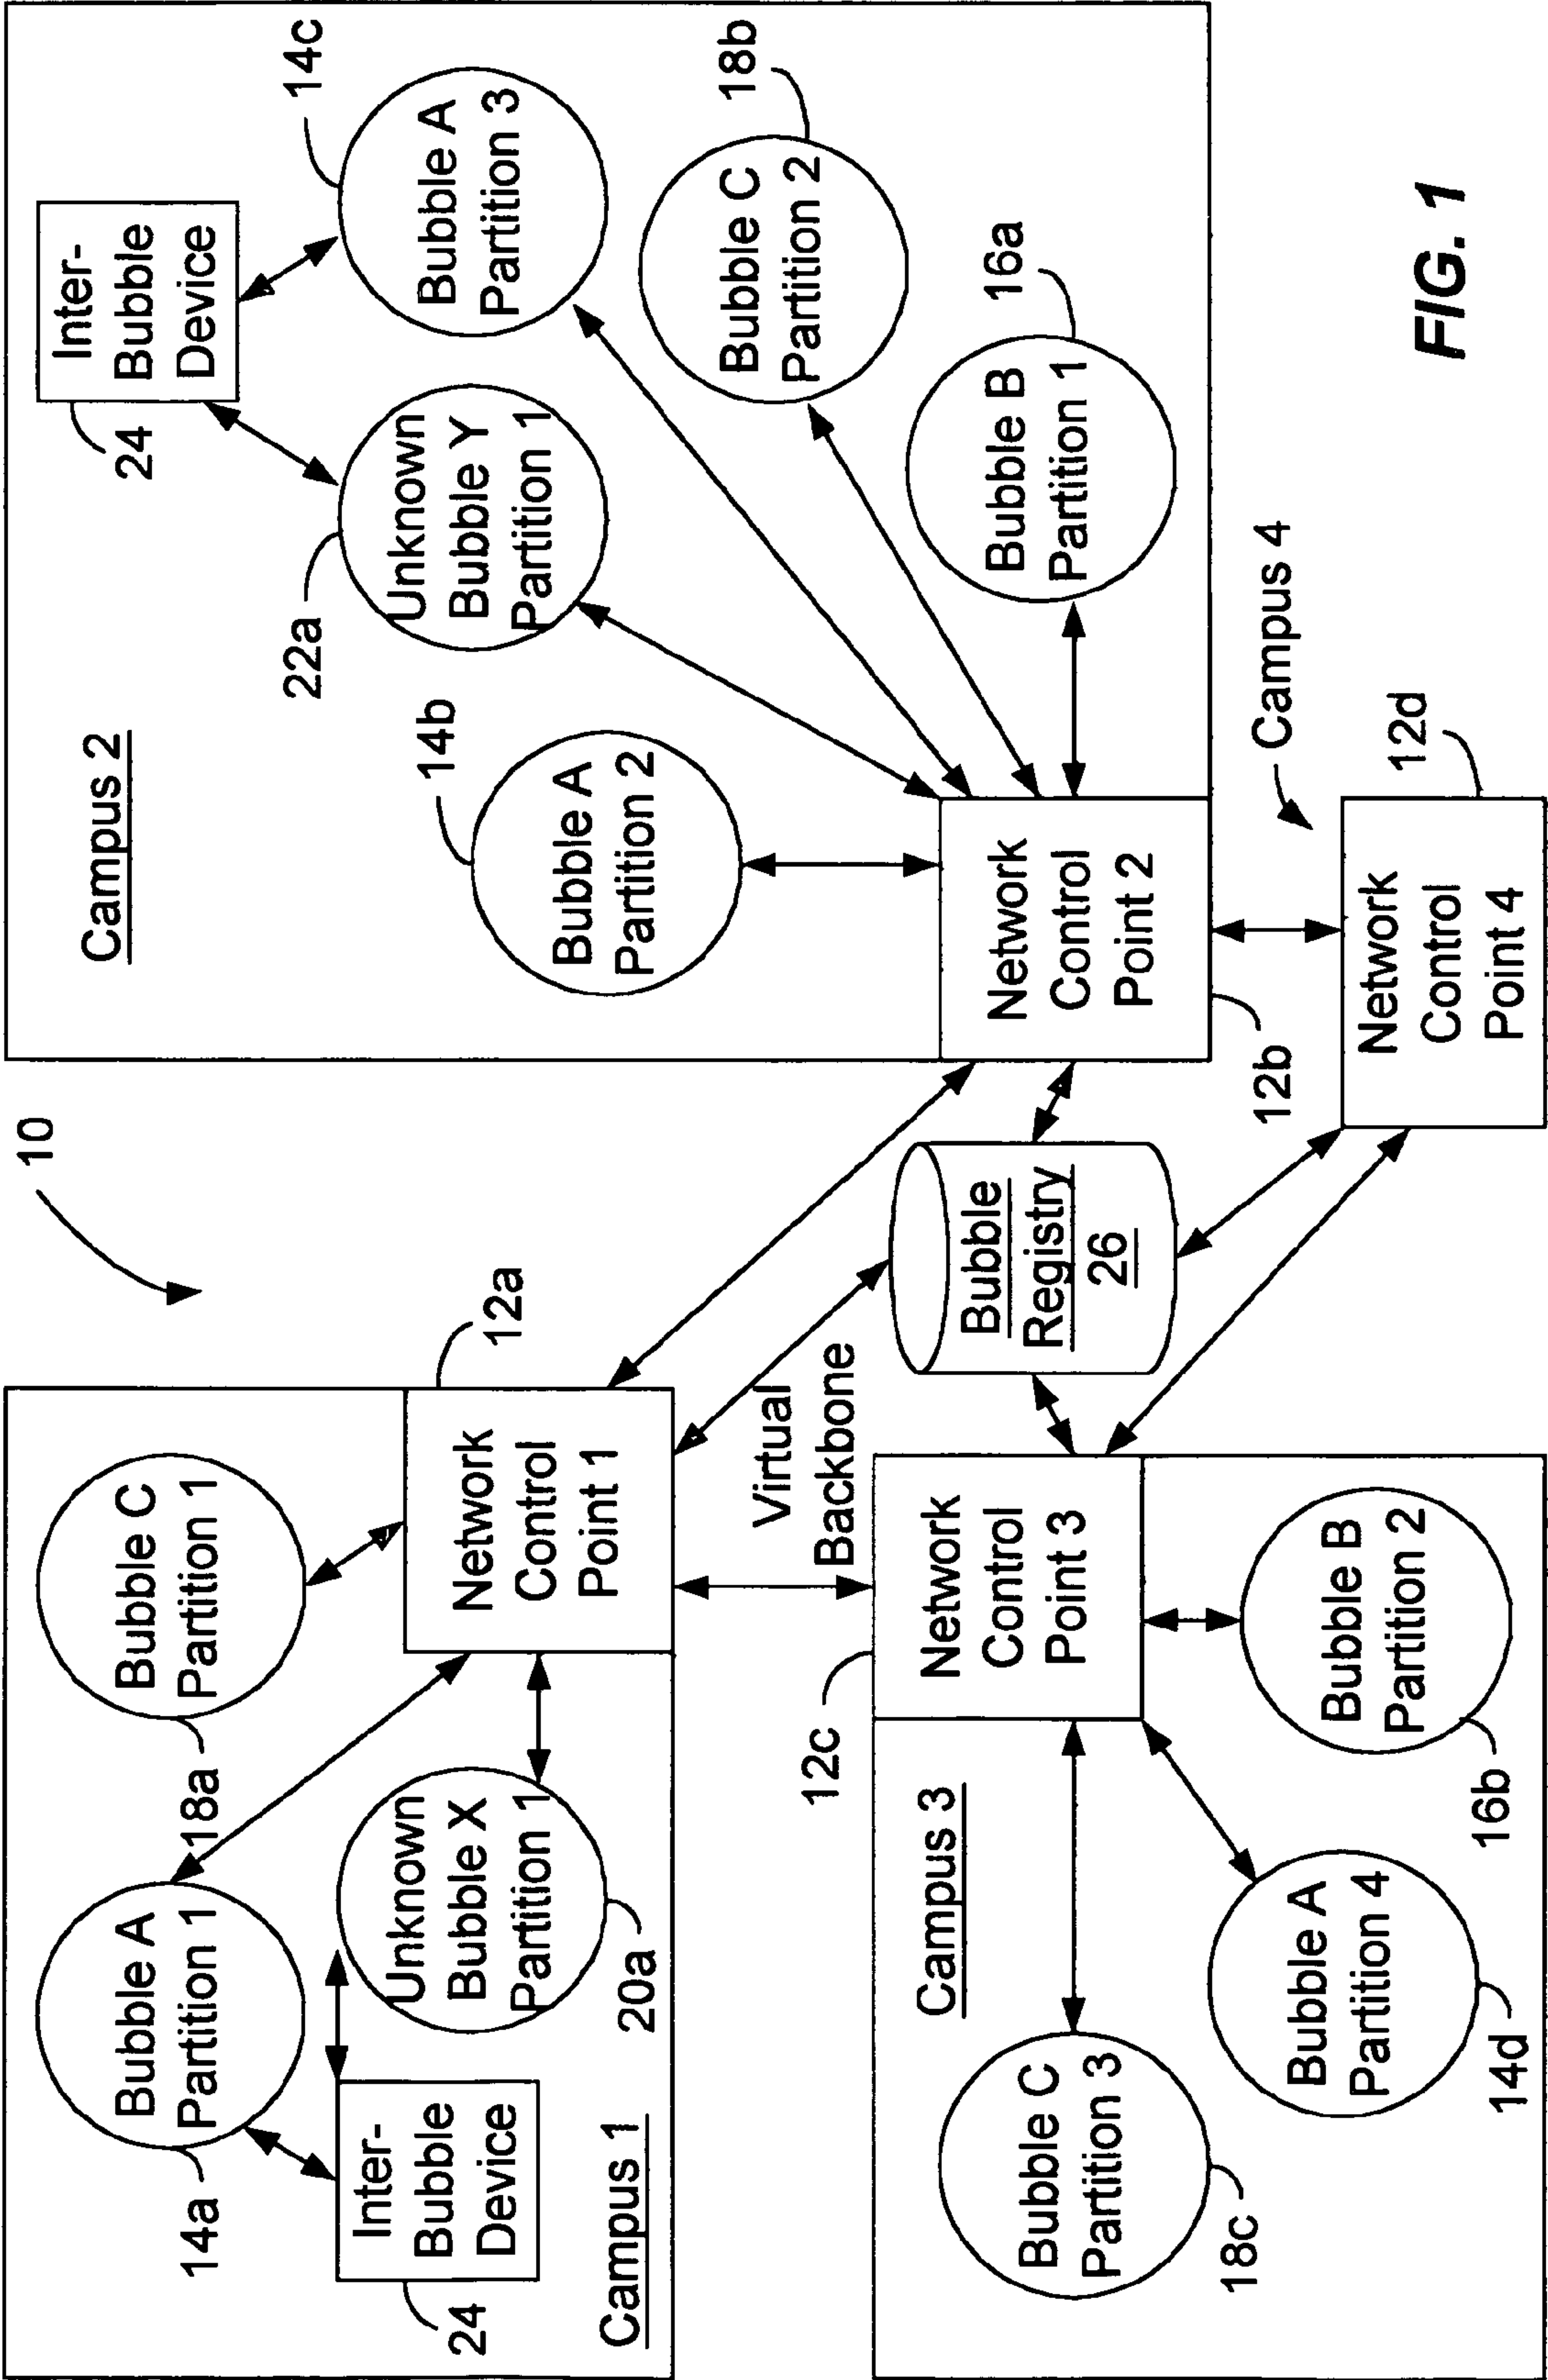 10
Campus 1
14a
Bubble A
Partition 1
18a
Bubble C
Partition 1
24
Inter-
Bubble
Device
20a
Unknown
Bubble X
Partition 1
12a
Network
Control
Point 1
Campus 2
14b
Bubble A
Partition 2
22a
Unknown
Bubble Y
Partition 1
24
Inter-
Bubble
Device
14c
Bubble A
Partition 3
18b
Bubble C
Partition 2
16a
Bubble B
Partition 1
Network
Control
Point 2
12b
Virtual
Backbone
Bubble
Registry
26
12c
Network
Control
Point 3
Campus 3
Bubble C
Partition 3
18c
Bubble A
Partition 4
14d
Bubble B
Partition 2
16b
Campus 4
12d
Network
Control
Point 4
FIG. 1